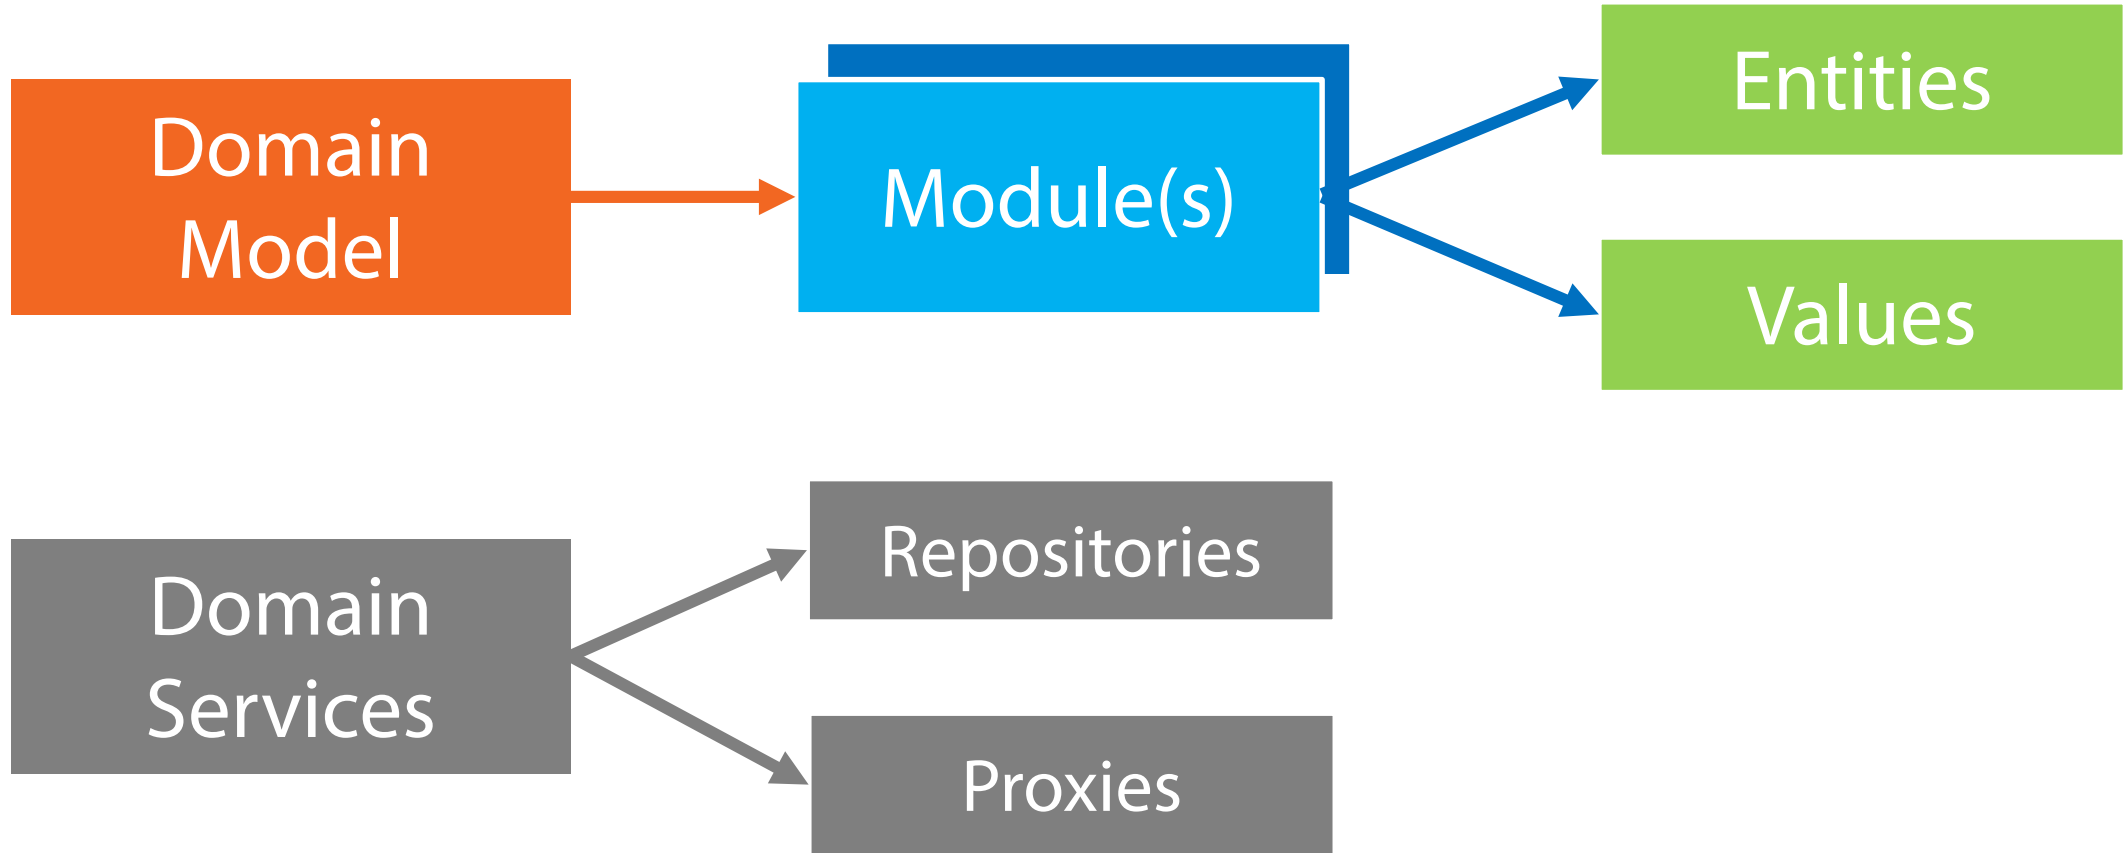 Domain
Model
Module(s)
Entities
Values
Domain
Services
Repositories
Proxies